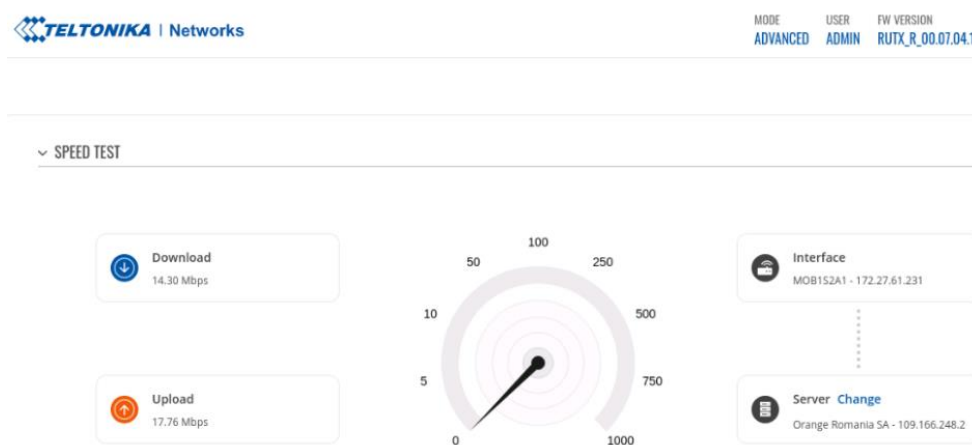 TELTONIKA | Networks
MODE USER FW VERSION
ADVANCED ADMIN RUTX_R_00.07.04.1
SPEED TEST
Download
14.30 Mbps
Upload
17.76 Mbps
100
50 250
10 500
5 750
0 1000
Interface
MOB1S2A1 - 172.27.61.231
Server Change
Orange Romania SA - 109.166.248.2